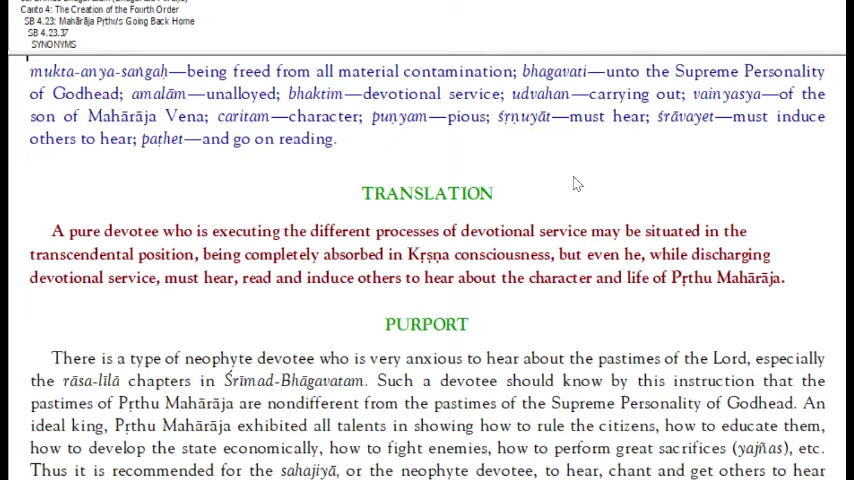 Canto 4: The Creation of the Fourth Order
SB 4.23: Mahārāja Pṛthu's Going Back Home
SB 4.23.37
SYNONYMS
mukta-anya-saṅgaḥ—being freed from all material contamination; bhagavati—unto the Supreme Personality
of Godhead; amalām—unalloyed; bhaktim—devotional service; udvahan—carrying out; vainyasya—of the
son of Mahārāja Vena; caritam—character; puṇyam—pious; śṛṇuyāt—must hear; śrāvayet—must induce
others to hear; paṭhet—and go on reading.
TRANSLATION
A pure devotee who is executing the different processes of devotional service may be situated in the
transcendental position, being completely absorbed in Kṛṣṇa consciousness, but even he, while discharging
devotional service, must hear, read and induce others to hear about the character and life of Pṛthu Mahārāja.
PURPORT
There is a type of neophyte devotee who is very anxious to hear about the pastimes of the Lord, especially
the rāsa-līlā chapters in Śrīmad-Bhāgavatam. Such a devotee should know by this instruction that the
pastimes of Pṛthu Mahārāja are nondifferent from the pastimes of the Supreme Personality of Godhead. An
ideal king, Pṛthu Mahārāja exhibited all talents in showing how to rule the citizens, how to educate them,
how to develop the state economically, how to fight enemies, how to perform great sacrifices (yajñas), etc.
Thus it is recommended for the sahajiyā, or the neophyte devotee, to hear, chant and get others to hear